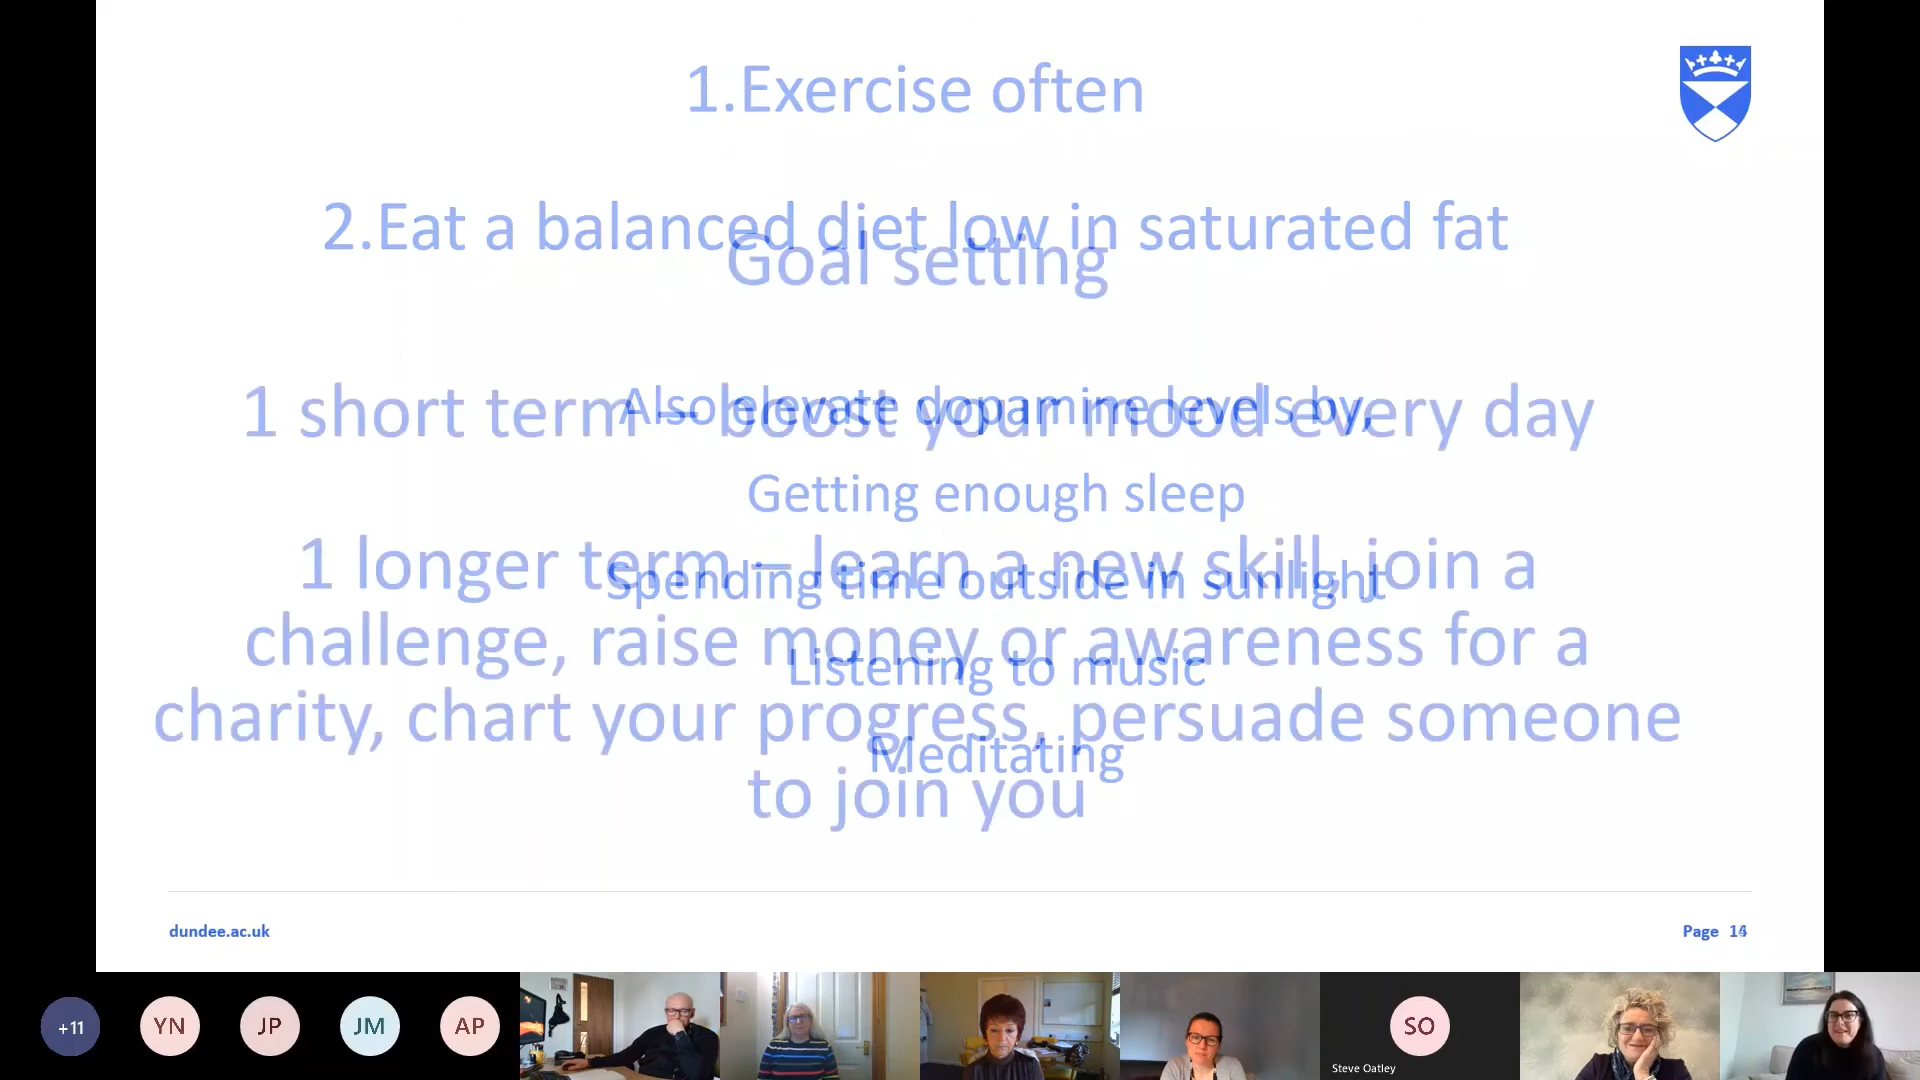 1.Exercise often
2.Eat a balanced diet low in saturated fat
Goal setting
1 short term – boost your mood every day
Also elevate dopamine levels by,
Getting enough sleep
1 longer term – learn a new skill, join a
Spending time outside in sunlight
challenge, raise money or awareness for a
Listening to music
charity, chart your progress, persuade someone
Meditating
to join you
dundee.ac.uk
Page
+11
YN
JP
JM
AP
SO
Steve Oatley